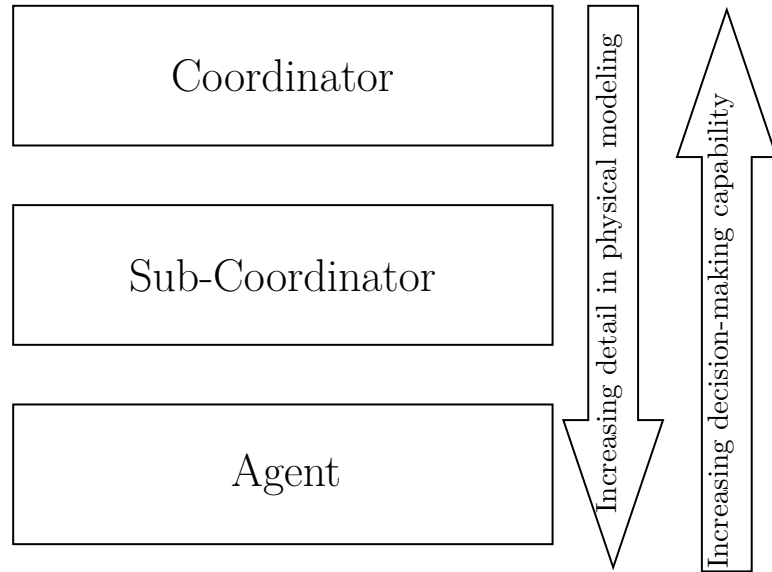 Coordinator
Sub-Coordinator
Agent
Increasing detail in physical modeling
Increasing decision-making capability